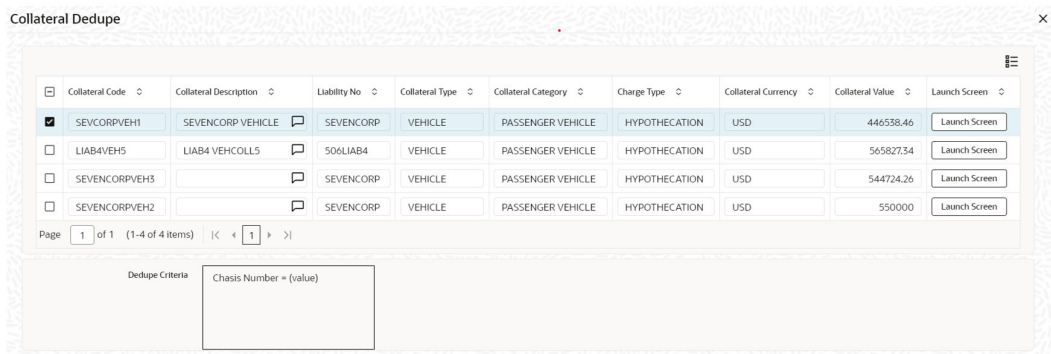 Collateral Dedupe
Collateral Code Collateral Description Liability No Collateral Type Collateral Category Charge Type Collateral Currency Collateral Value Launch Screen
SEVCORPVEH1 SEVENCORP VEHICLE SEVENCORP VEHICLE PASSENGER VEHICLE HYPOTHECATION USD 446538.46 Launch Screen
LIAB4VEH5 LIAB4 VEHCOLL5 506LIAB4 VEHICLE PASSENGER VEHICLE HYPOTHECATION USD 565827.34 Launch Screen
SEVENCORPVEH3 SEVENCORP VEHICLE PASSENGER VEHICLE HYPOTHECATION USD 544724.26 Launch Screen
SEVENCORPVEH2 SEVENCORP VEHICLE PASSENGER VEHICLE HYPOTHECATION USD 550000 Launch Screen
Page 1 of 1 (1-4 of 4 items) 1
Dedupe Criteria Chasis Number = (value)